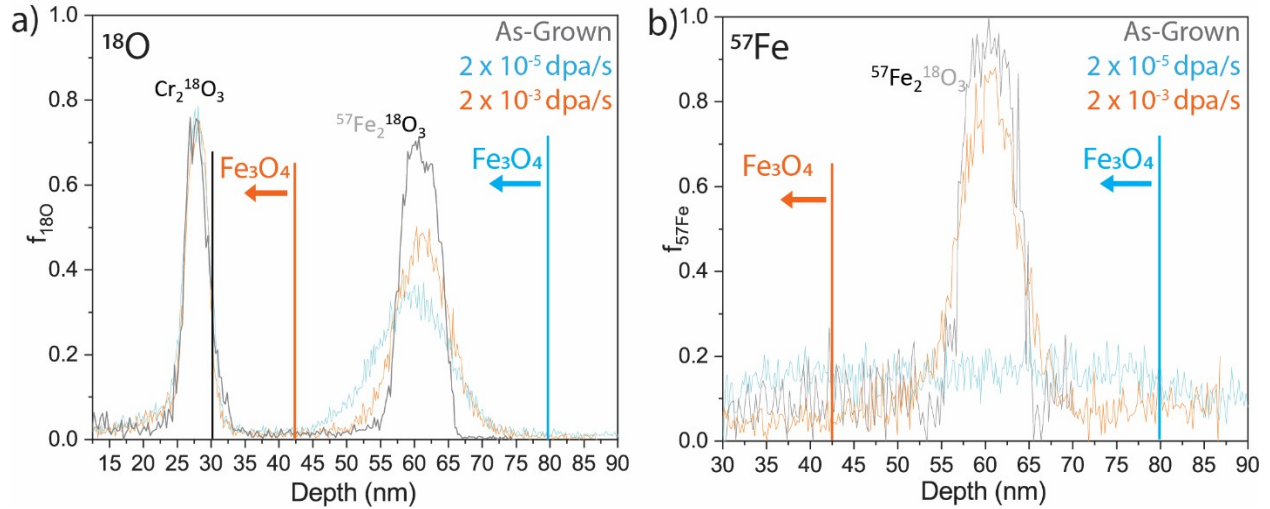 a)
¹⁸O
As-Grown
2 x 10⁻⁵ dpa/s
2 x 10⁻³ dpa/s
Cr₂¹⁸O₃
⁵⁷Fe₂¹⁸O₃
Fe₃O₄
Fe₃O₄
f₁₈O
1.0
0.8
0.6
0.4
0.2
0.0
15 20 25 30 35 40 45 50 55 60 65 70 75 80 85 90
Depth (nm)
b)
⁵⁷Fe
As-Grown
2 x 10⁻⁵ dpa/s
2 x 10⁻³ dpa/s
⁵⁷Fe₂¹⁸O₃
Fe₃O₄
Fe₃O₄
f₅₇Fe
1.0
0.8
0.6
0.4
0.2
0.0
30 35 40 45 50 55 60 65 70 75 80 85 90
Depth (nm)